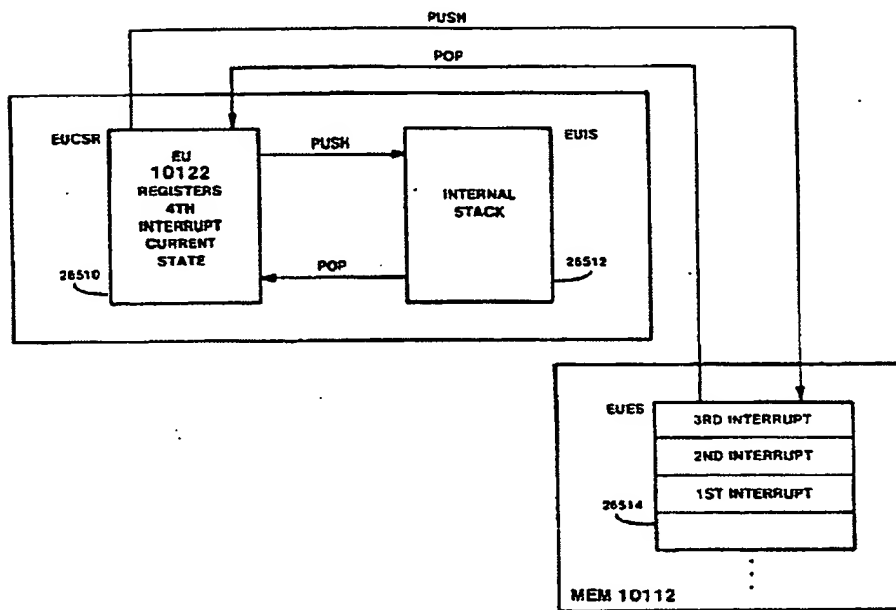 PUSH
POP
EUCSR
EU
10122
REGISTERS
4TH
INTERRUPT
CURRENT
STATE
26510
PUSH
POP
EUIS
INTERNAL
STACK
26512
EUES
3RD INTERRUPT
2ND INTERRUPT
1ST INTERRUPT
26514
MEM 10112